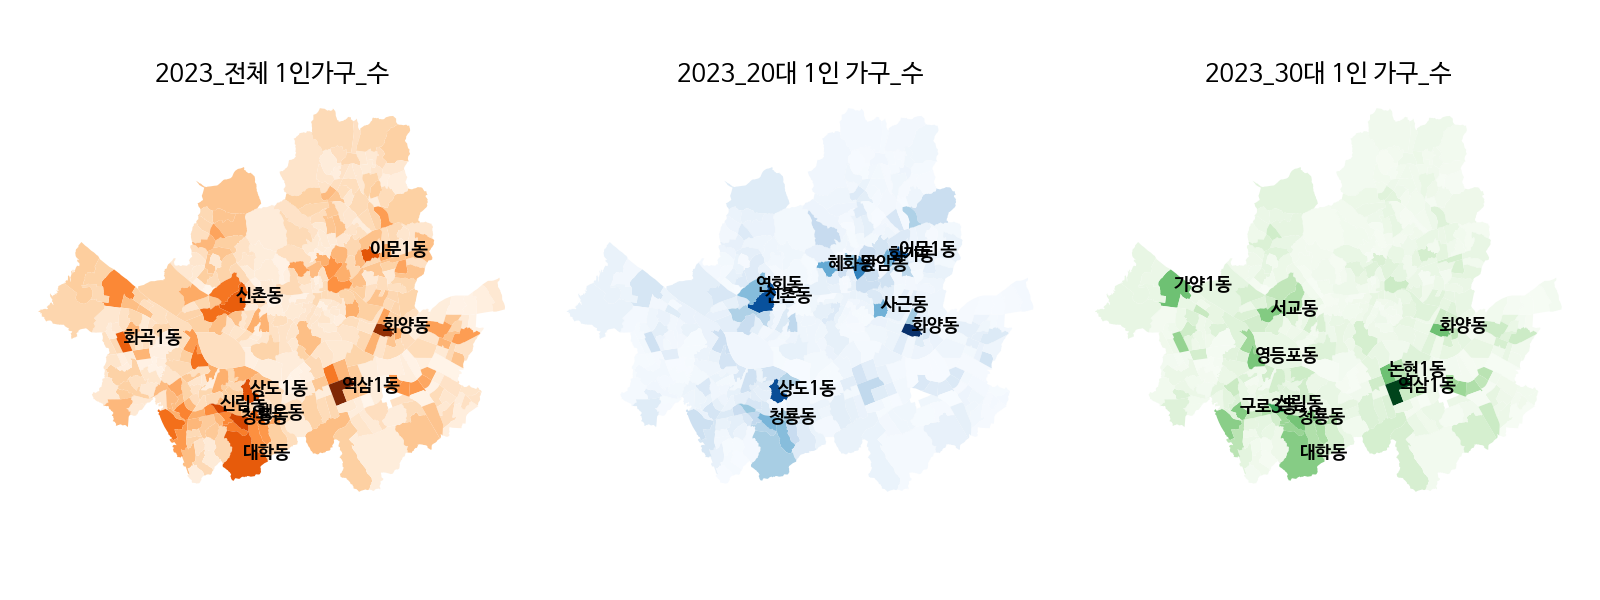 2023_전체 1인가구_수
이문1동
신촌동
화양동
화곡1동
역삼1동
상도1동
신림동
청룡동
대학동
2023_20대 1인 가구_수
이문1동
혜화동
안암동
연희동
신촌동
사근동
화양동
상도1동
청룡동
2023_30대 1인 가구_수
가양1동
서교동
화양동
영등포동
논현1동
역삼1동
구로3동
신림동
청룡동
대학동